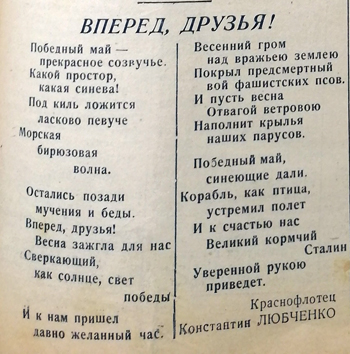 ВПЕРЕД, ДРУЗЬЯ!
Победный май —
прекрасное созвучье.
Какой простор,
какая синева!
Под киль ложится
ласково певуче
Морская
бирюзовая
волна.
Остались позади
мучения и беды.
Вперед, друзья!
Весна зажгла для нас
Сверкающий,
как солнце, свет
победы
И к нам пришел
давно желанный час.
Весенний гром
над вражьею землею
Покрыл предсмертный
вой фашистских псов.
И пусть весна
Отвагой ветровою
Наполнит крылья
наших парусов.
Победный май,
синеющие дали.
Корабль, как птица,
устремил полет
И к счастью нас
Великий кормчий
Сталин
Уверенной рукою
приведет.
Краснофлотец
Константин ЛЮБЧЕНКО